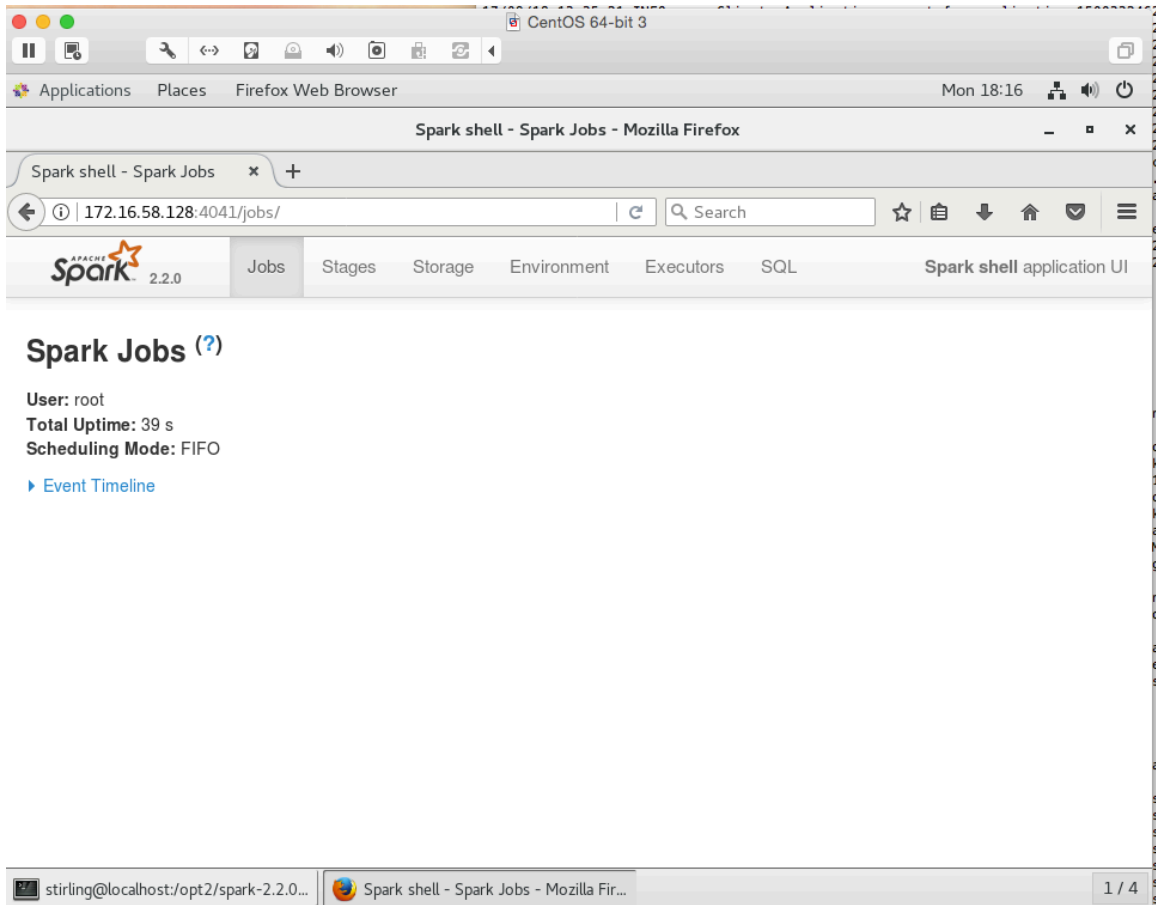 CentOS 64-bit 3
Applications Places Firefox Web Browser Mon 18:16
Spark shell - Spark Jobs - Mozilla Firefox
Spark shell - Spark Jobs
172.16.58.128:4041/jobs/ Search
APACHE Spark 2.2.0 Jobs Stages Storage Environment Executors SQL Spark shell application UI
Spark Jobs (?)
User: root
Total Uptime: 39 s
Scheduling Mode: FIFO
Event Timeline
stirling@localhost:/opt2/spark-2.2.0... Spark shell - Spark Jobs - Mozilla Fir... 1 / 4